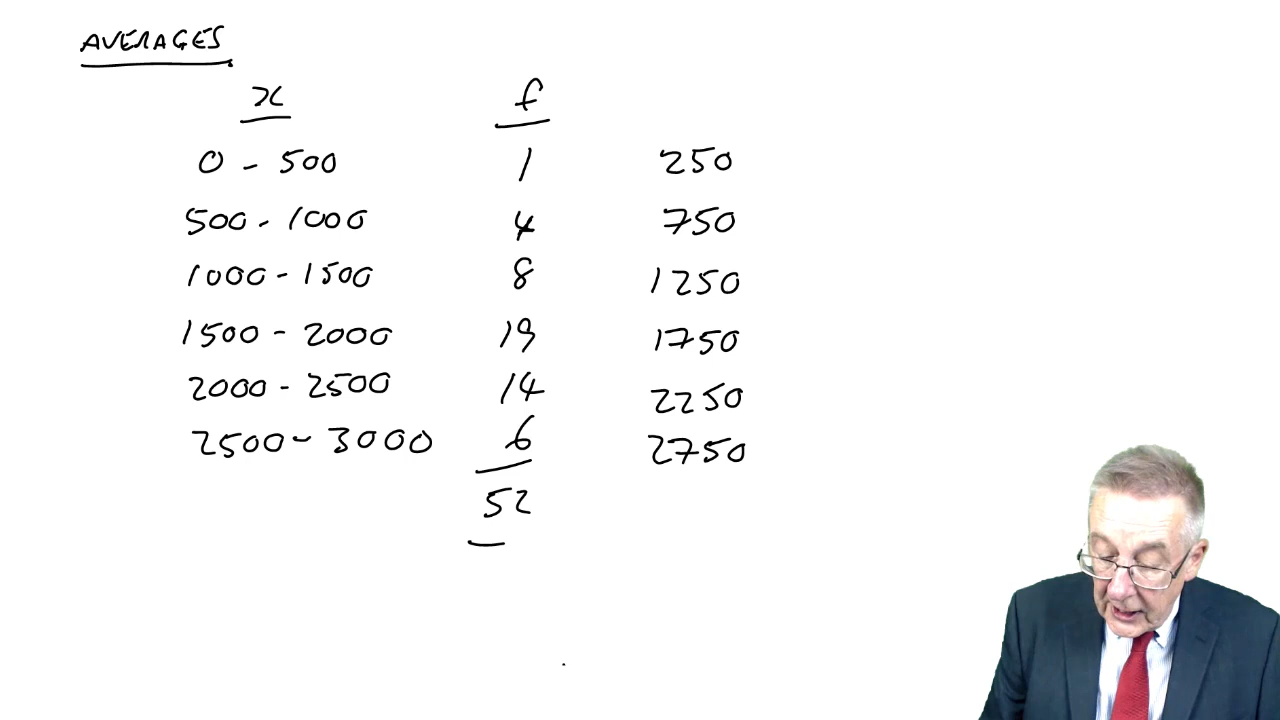 AVERAGES
x f
0 - 500 1 250
500 - 1000 4 750
1000 - 1500 8 1250
1500 - 2000 19 1750
2000 - 2500 14 2250
2500 - 3000 6 2750
52